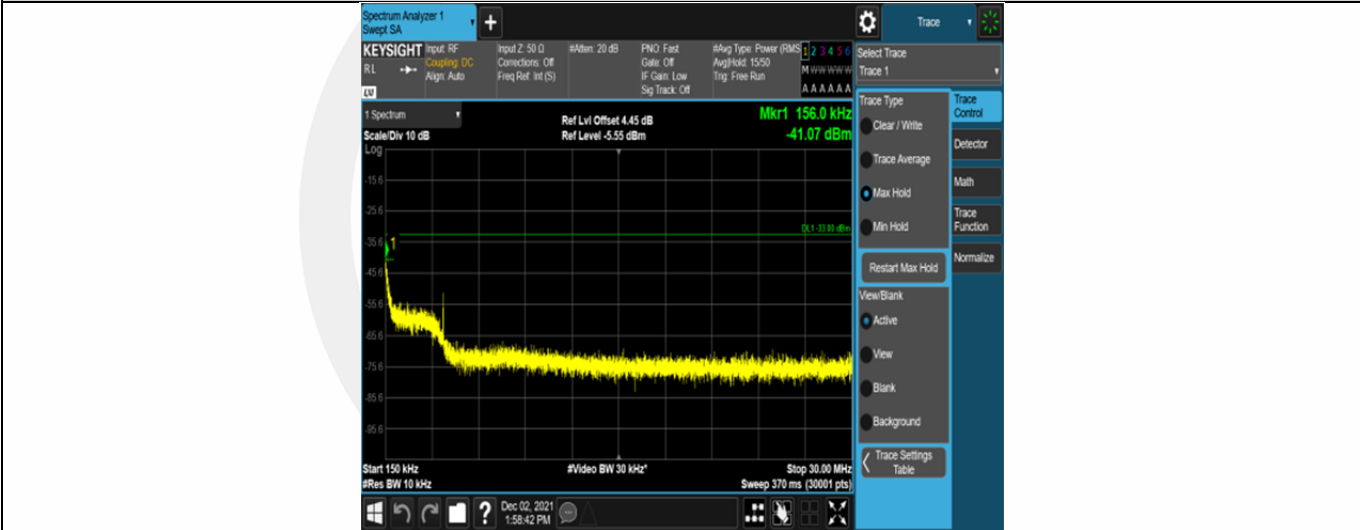 Spectrum Analyzer 1
Swept SA
+
Trace
KEYSIGHT
RL
LV
Input: RF
Coupling: DC
Align: Auto
Input Z: 50 Ω
Corrections: Off
Freq Ref: Int (S)
#Atten: 20 dB
PNO: Fast
Gate: Off
IF Gain: Low
Sig Track: Off
#Avg Type: Power (RMS
Avg|Hold: 15/50
Trig: Free Run
1 2 3 4 5 6
M W W W W W
A A A A A A
Select Trace
Trace 1
1 Spectrum
Scale/Div 10 dB
Log
Ref Lvl Offset 4.45 dB
Ref Level -5.55 dBm
Mkr1 156.0 kHz
-41.07 dBm
-15.6
-25.6
-35.6
-45.6
-55.6
-65.6
-75.6
-85.6
-95.6
1
DL1 -33.00 dBm
Start 150 kHz
#Res BW 10 kHz
#Video BW 30 kHz*
Stop 30.00 MHz
Sweep 370 ms (30001 pts)
Trace Type
Clear / Write
Trace Average
Max Hold
Min Hold
Restart Max Hold
View/Blank
Active
View
Blank
Background
Trace Settings
Table
Trace
Control
Detector
Math
Trace
Function
Normalize
?
Dec 02, 2021
1:58:42 PM